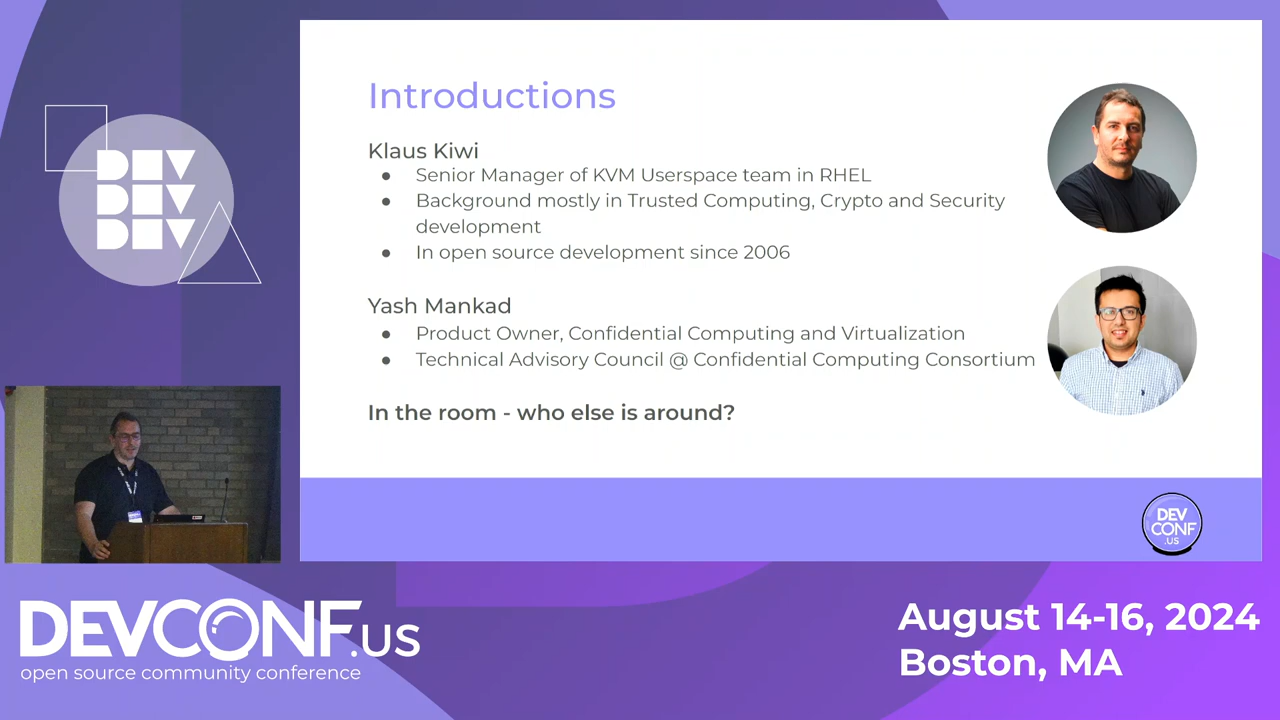 DEV
DEV
DEV
Introductions
Klaus Kiwi
● Senior Manager of KVM Userspace team in RHEL
● Background mostly in Trusted Computing, Crypto and Security
development
● In open source development since 2006
Yash Mankad
● Product Owner, Confidential Computing and Virtualization
● Technical Advisory Council @ Confidential Computing Consortium
In the room - who else is around?
DEV
CONF
.US
DEVCONF.US
open source community conference
August 14-16, 2024
Boston, MA